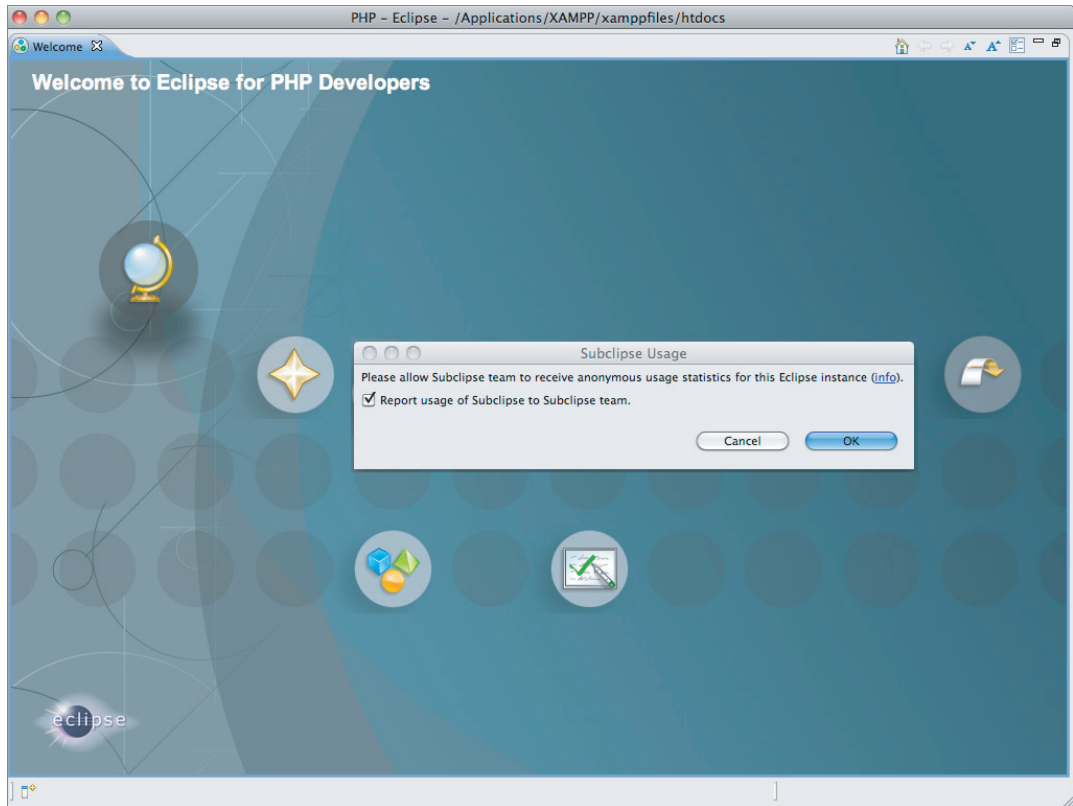 PHP - Eclipse - /Applications/XAMPP/xamppfiles/htdocs
Welcome
Welcome to Eclipse for PHP Developers
Subclipse Usage
Please allow Subclipse team to receive anonymous usage statistics for this Eclipse instance (info).
Report usage of Subclipse to Subclipse team.
Cancel OK
eclipse